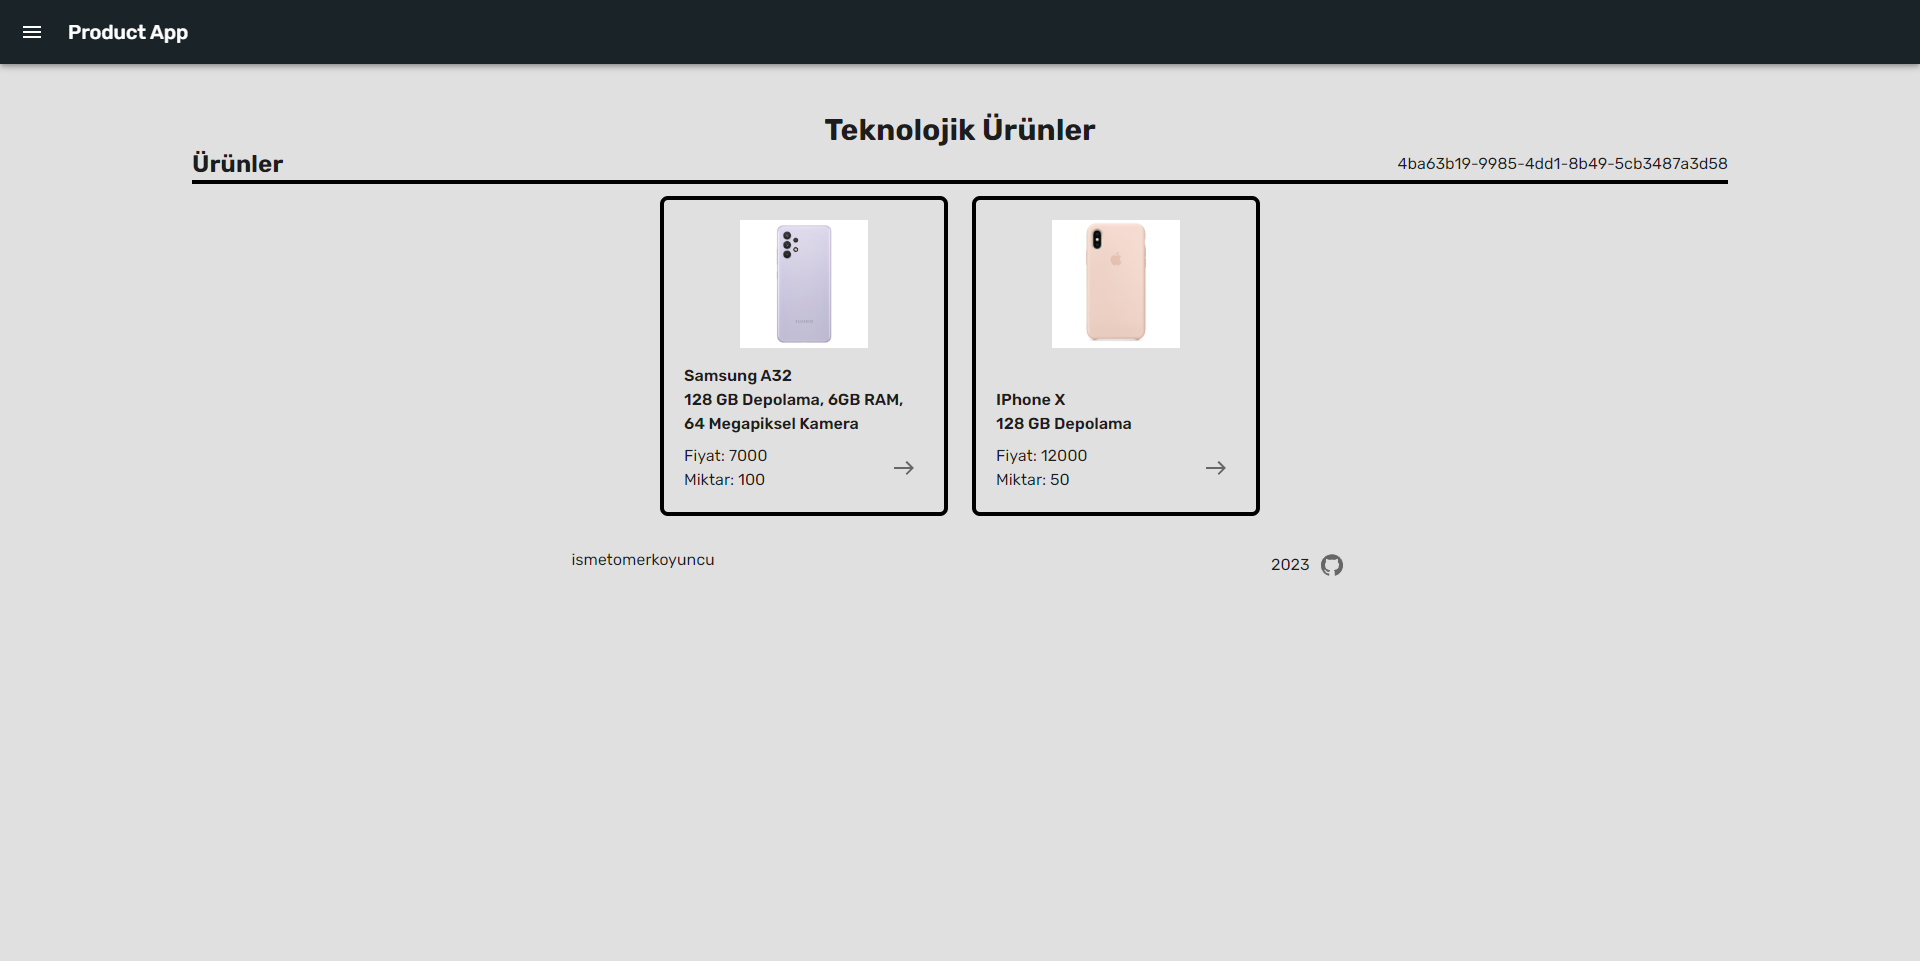 Product App
Teknolojik Ürünler
Ürünler
4ba63b19-9985-4dd1-8b49-5cb3487a3d58
Samsung A32
128 GB Depolama, 6GB RAM,
64 Megapiksel Kamera
Fiyat: 7000
Miktar: 100
IPhone X
128 GB Depolama
Fiyat: 12000
Miktar: 50
ismetomerkoyuncu
2023